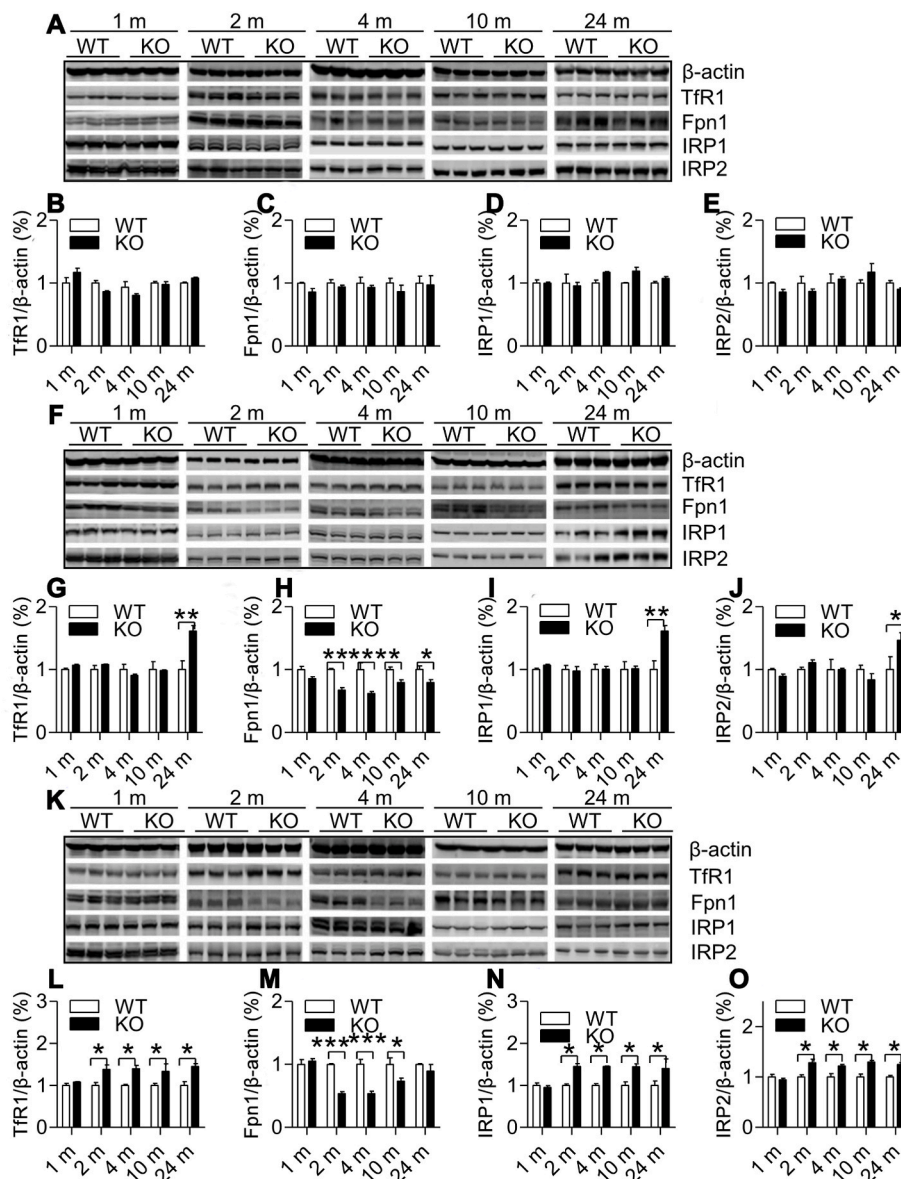 A 1 m 2 m 4 m 10 m 24 m
WT KO WT KO WT KO WT KO WT KO
β-actin
TfR1
Fpn1
IRP1
IRP2
B
TfR1/β-actin (%)
2
1
0
WT
KO
1 m 2 m 4 m 10 m 24 m
C
Fpn1/β-actin (%)
2
1
0
WT
KO
1 m 2 m 4 m 10 m 24 m
D
IRP1/β-actin (%)
2
1
0
WT
KO
1 m 2 m 4 m 10 m 24 m
E
IRP2/β-actin (%)
2
1
0
WT
KO
1 m 2 m 4 m 10 m 24 m
F 1 m 2 m 4 m 10 m 24 m
WT KO WT KO WT KO WT KO WT KO
β-actin
TfR1
Fpn1
IRP1
IRP2
G
TfR1/β-actin (%)
2
1
0
WT
KO
**
1 m 2 m 4 m 10 m 24 m
H
Fpn1/β-actin (%)
2
1
0
WT
KO
******* *
1 m 2 m 4 m 10 m 24 m
I
IRP1/β-actin (%)
2
1
0
WT
KO
**
1 m 2 m 4 m 10 m 24 m
J
IRP2/β-actin (%)
2
1
0
WT
KO
*
1 m 2 m 4 m 10 m 24 m
K 1 m 2 m 4 m 10 m 24 m
WT KO WT KO WT KO WT KO WT KO
β-actin
TfR1
Fpn1
IRP1
IRP2
L
TfR1/β-actin (%)
3
2
1
0
WT
KO
* * * *
1 m 2 m 4 m 10 m 24 m
M
Fpn1/β-actin (%)
2
1
0
WT
KO
*** *** *
1 m 2 m 4 m 10 m 24 m
N
IRP1/β-actin (%)
3
2
1
0
WT
KO
* * * *
1 m 2 m 4 m 10 m 24 m
O
IRP2/β-actin (%)
2
1
0
WT
KO
* * * *
1 m 2 m 4 m 10 m 24 m